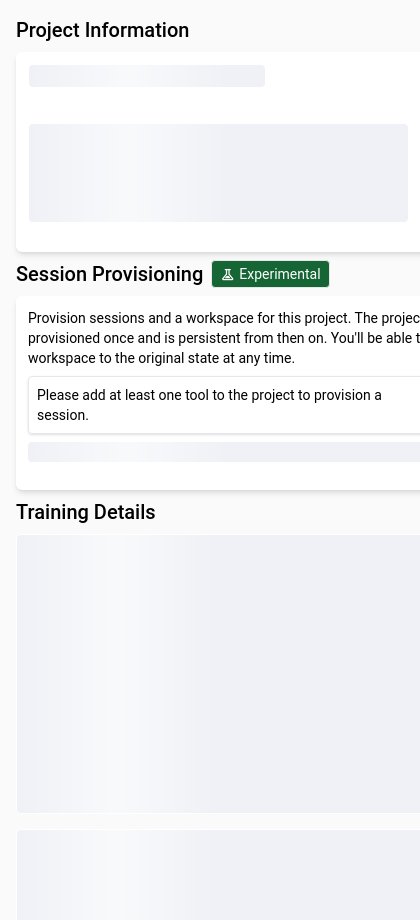 Project Information
Session Provisioning
Experimental
Provision sessions and a workspace for this project. The
provisioned once and is persistent from then on. You'll be able
workspace to the original state at any time.
Please add at least one tool to the project to provision a
session.
Training Details